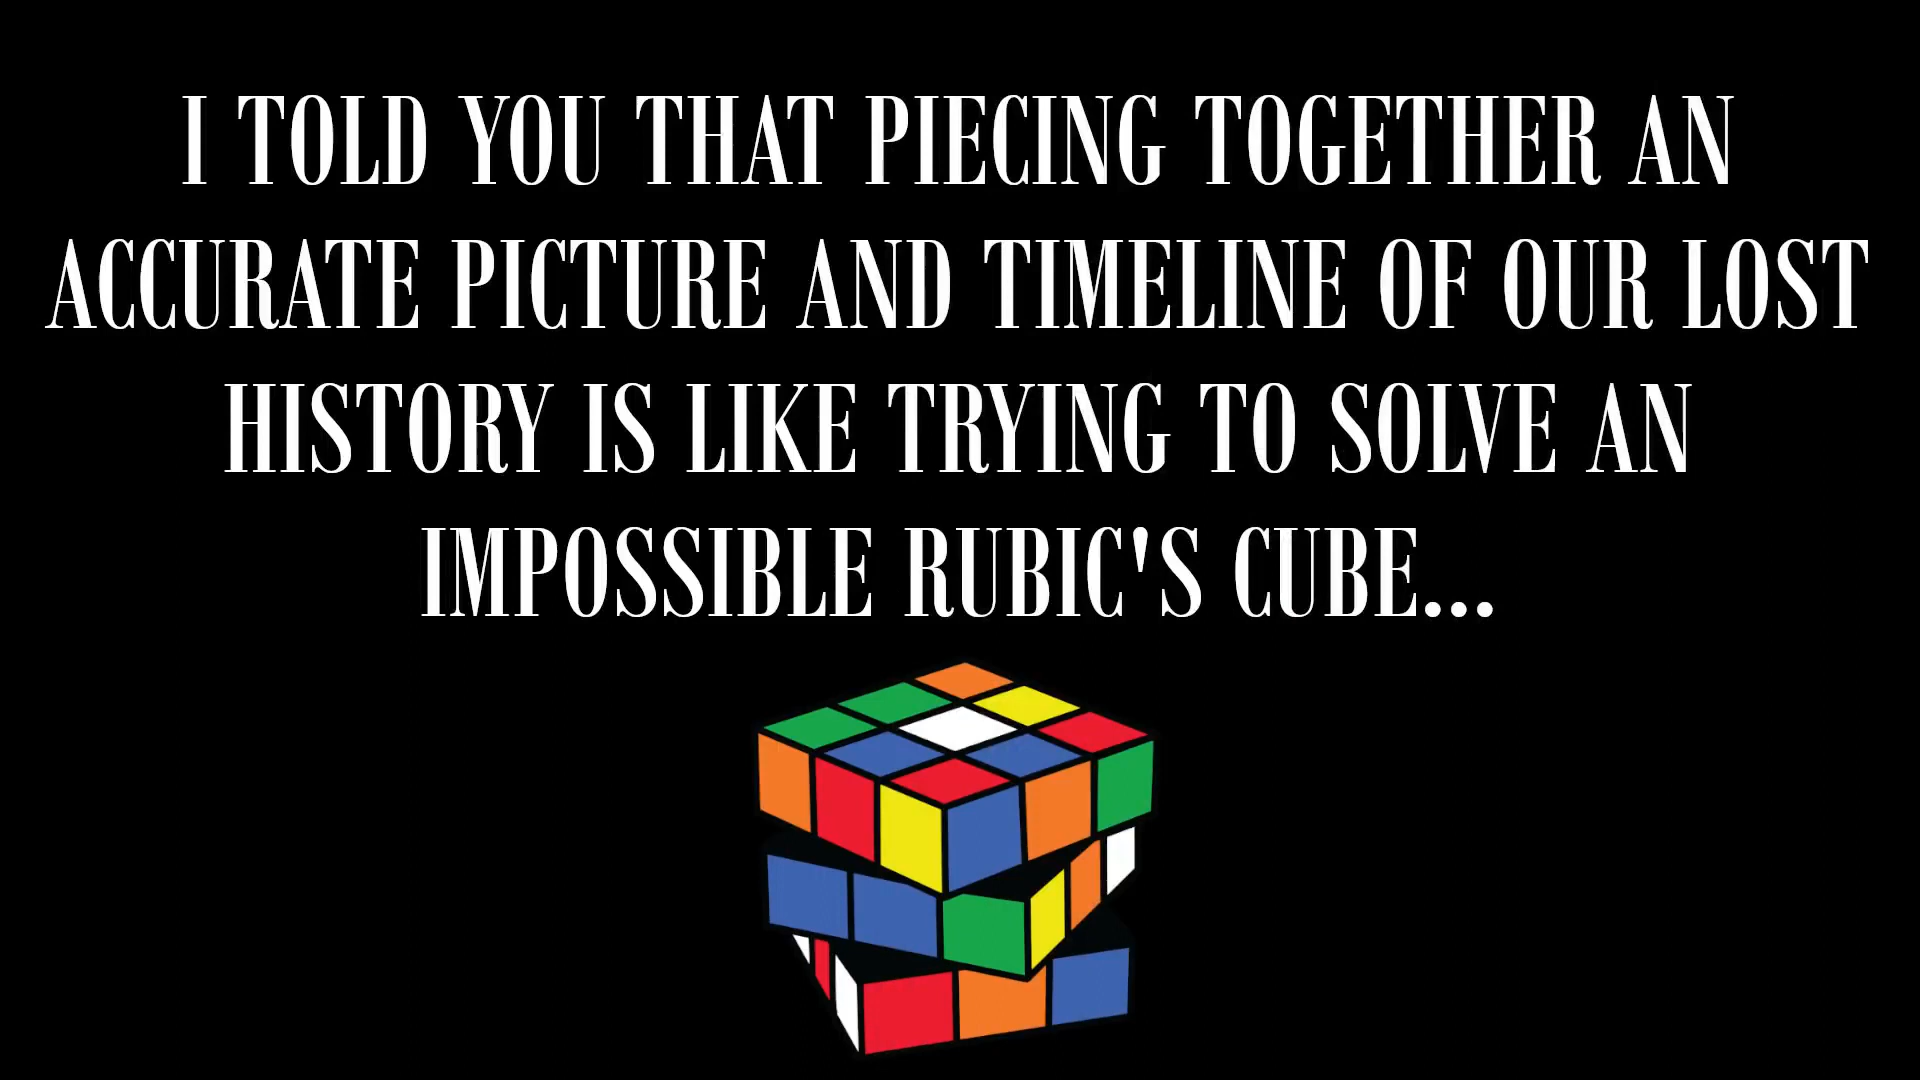 I TOLD YOU THAT PIECING TOGETHER AN
ACCURATE PICTURE AND TIMELINE OF OUR LOST
HISTORY IS LIKE TRYING TO SOLVE AN
IMPOSSIBLE RUBIC'S CUBE...